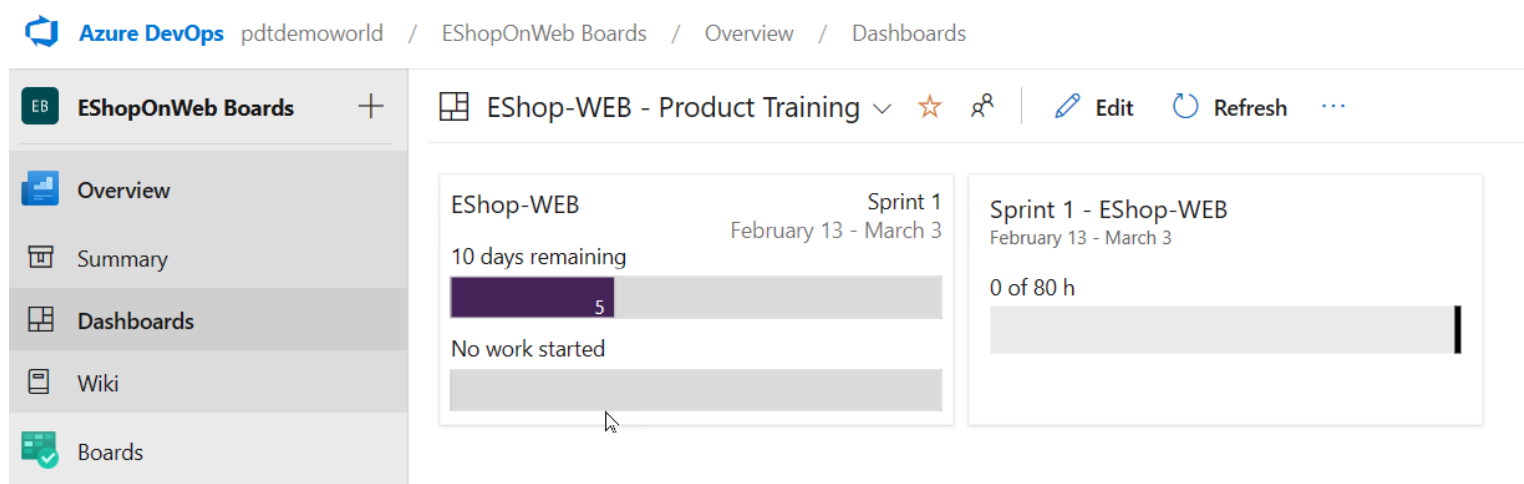 Azure DevOps pdtdemoworld / EShopOnWeb Boards / Overview / Dashboards
EB EShopOnWeb Boards
Overview
Summary
Dashboards
Wiki
Boards
EShop-WEB - Product Training Edit Refresh ...
EShop-WEB Sprint 1
February 13 - March 3
10 days remaining
5
No work started
Sprint 1 - EShop-WEB
February 13 - March 3
0 of 80 h